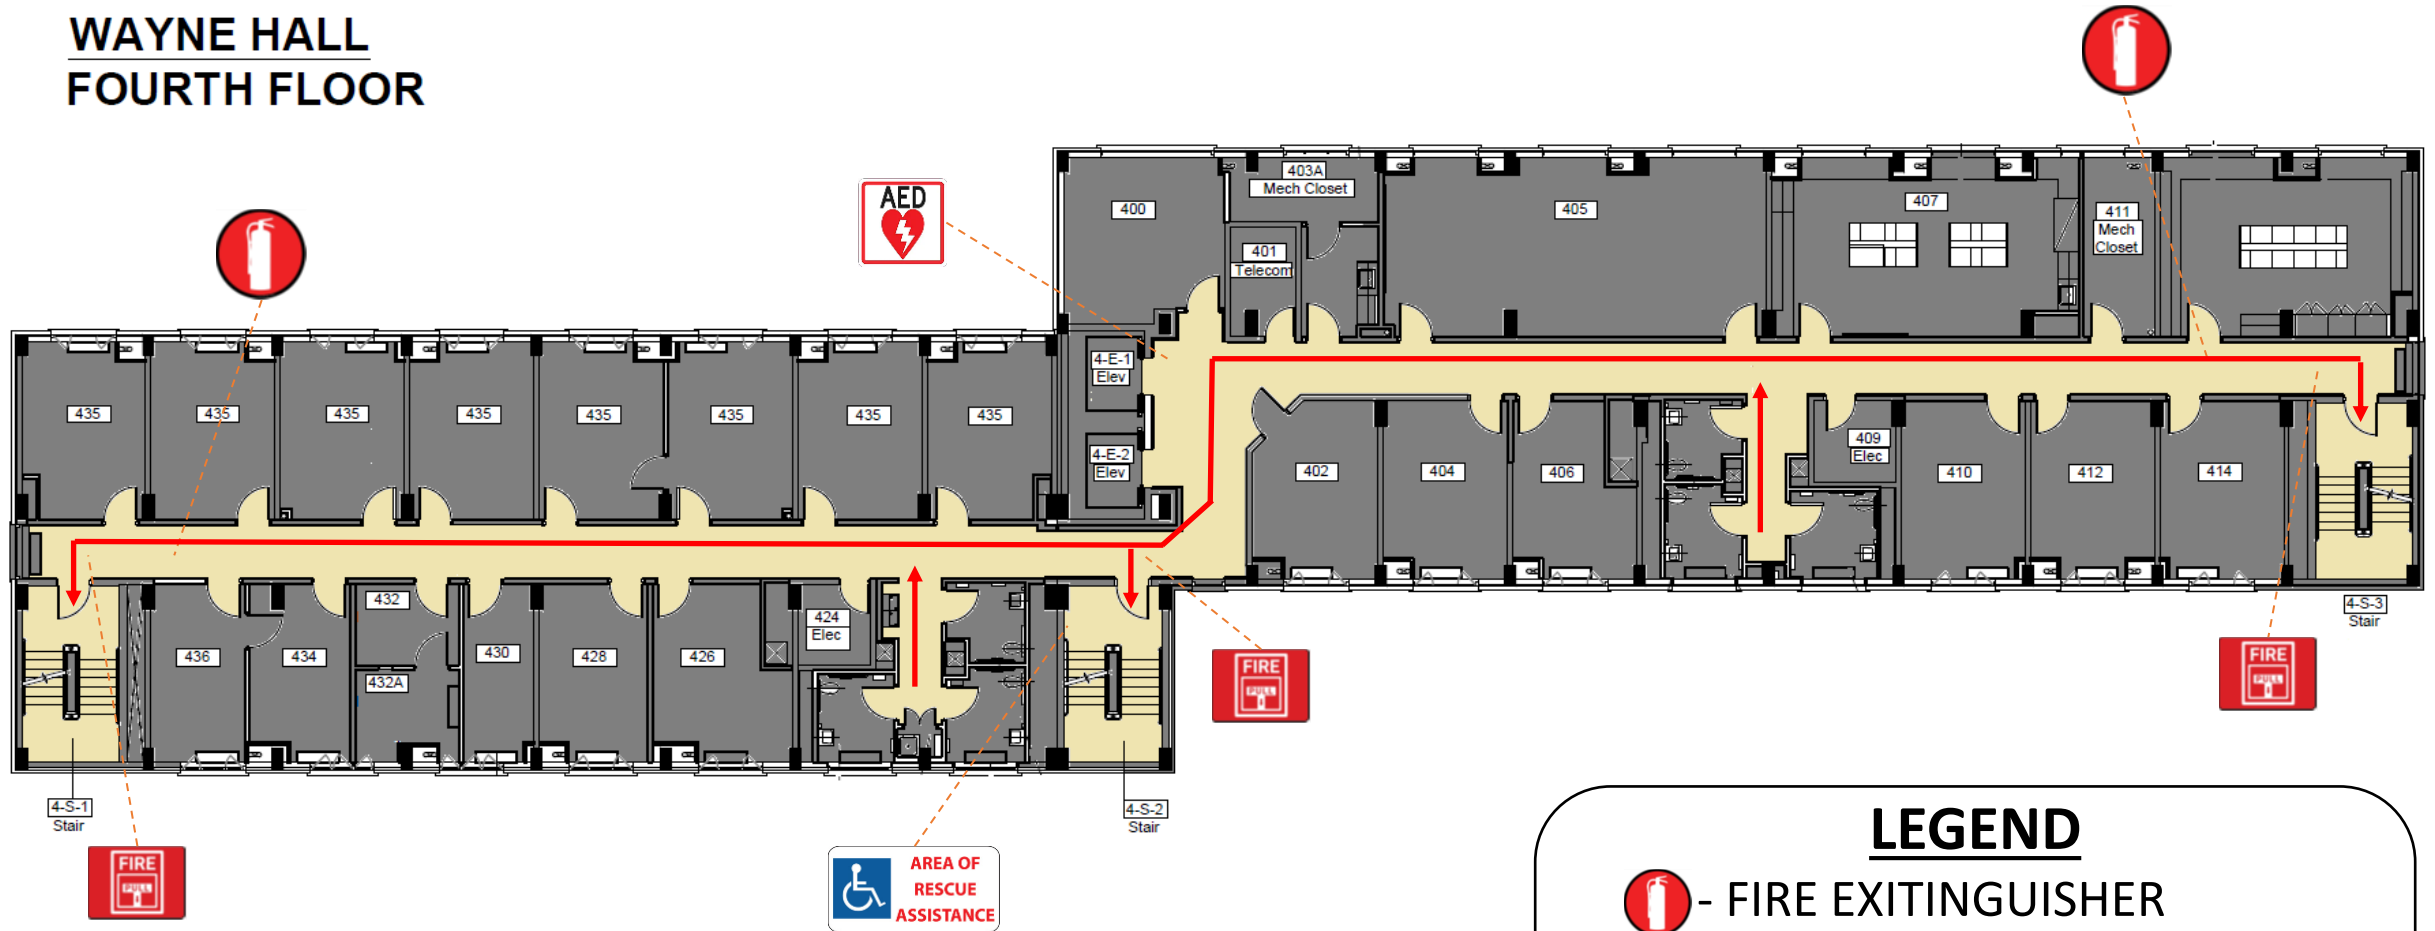 WAYNE HALL
FOURTH FLOOR
AED
400
403A
Mech Closet
401
Telecom
405
407
411
Mech
Closet
4-E-1
Elev
4-E-2
Elev
435
435
435
435
435
435
435
435
402
404
406
409
Elec
410
412
414
436
434
432
432A
430
428
426
424
Elec
4-S-1
Stair
4-S-2
Stair
4-S-3
Stair
FIRE
PULL
FIRE
PULL
FIRE
PULL
AREA OF
RESCUE
ASSISTANCE
LEGEND
- FIRE EXITINGUISHER